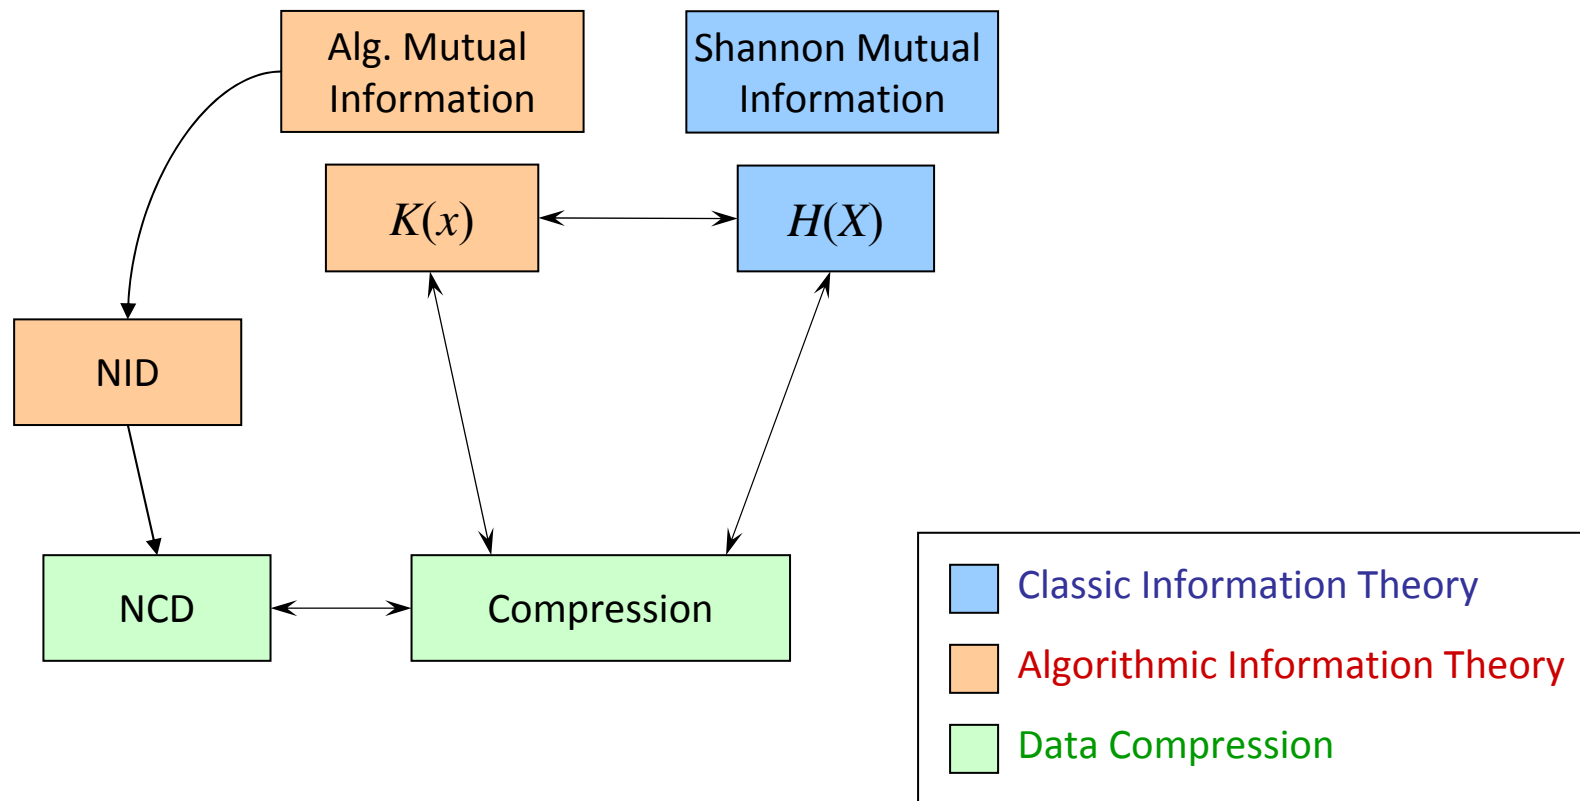 Alg. Mutual
Information
Shannon Mutual
Information
K(x)
H(X)
NID
NCD
Compression
Classic Information Theory
Algorithmic Information Theory
Data Compression